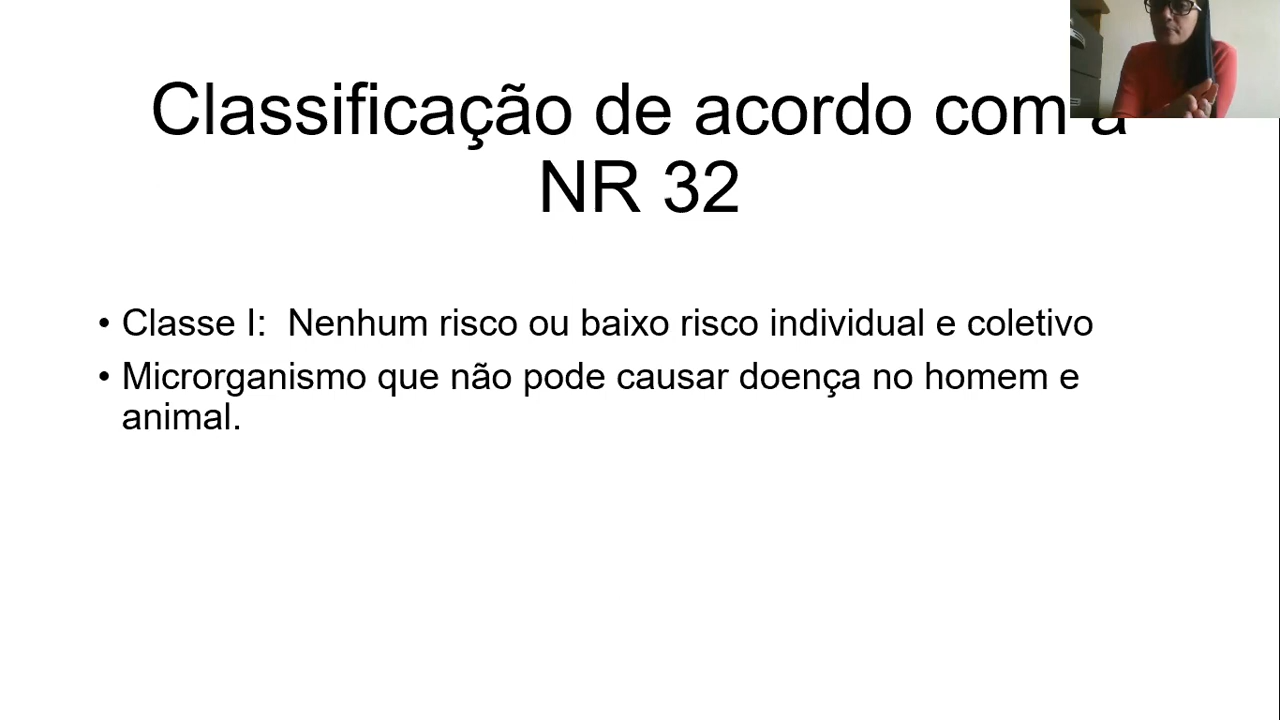 Classificação de acordo com a
NR 32
• Classe I:  Nenhum risco ou baixo risco individual e coletivo
• Microrganismo que não pode causar doença no homem e
animal.